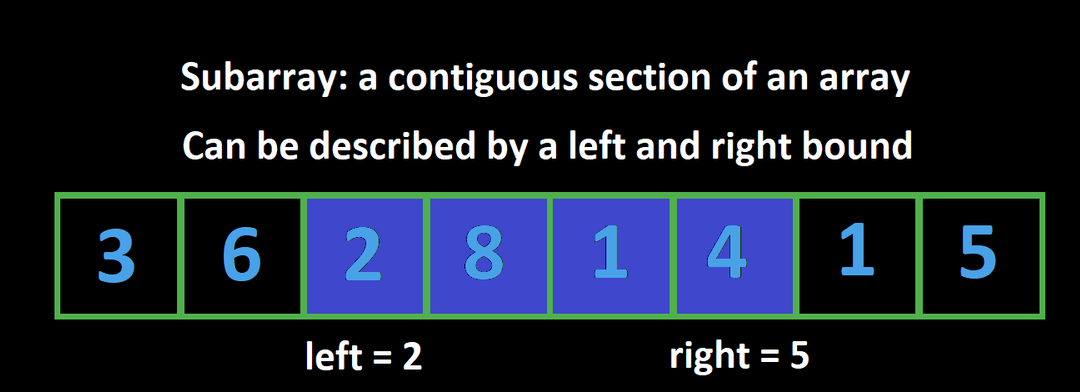 Subarray: a contiguous section of an array
Can be described by a left and right bound
3 6 2 8 1 4 1 5
left = 2 right = 5